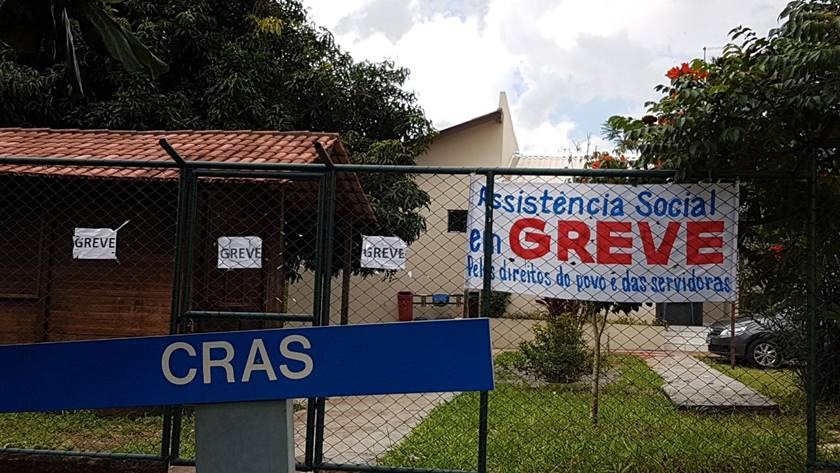 GREVE
GREVE
GREVE
Assistência Social
em GREVE
Pelos direitos do povo e das servidoras
CRAS